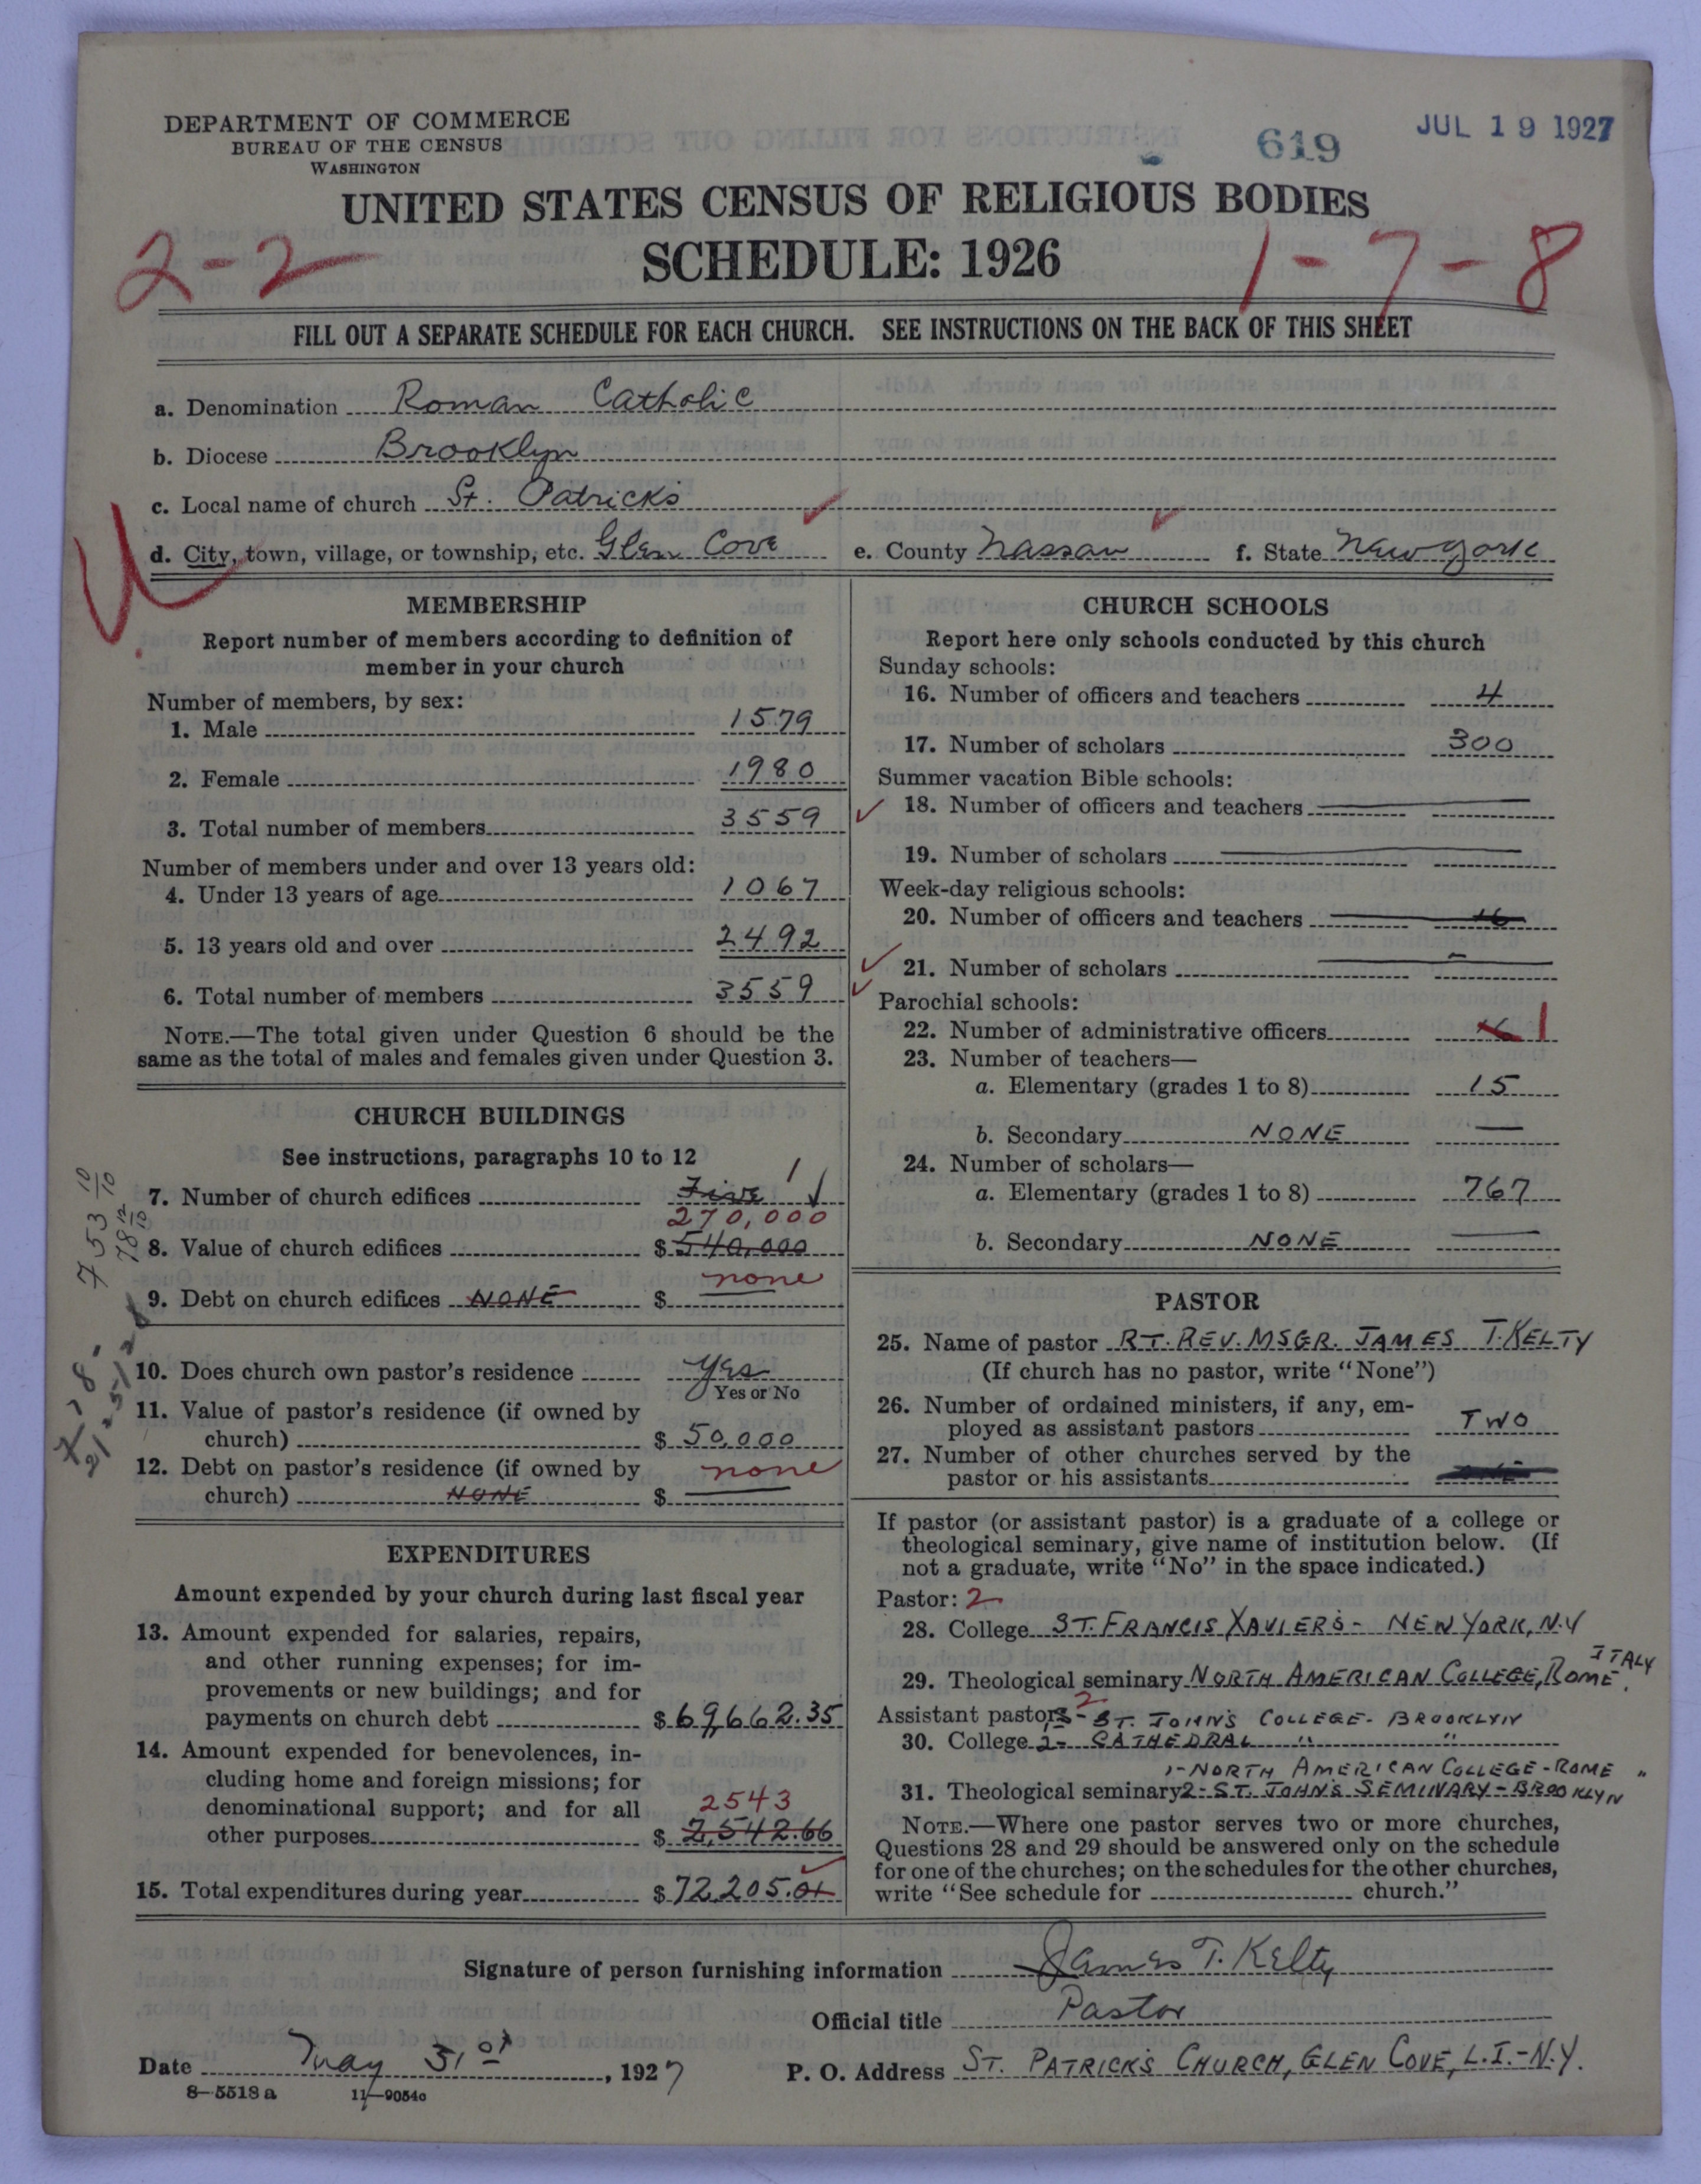 DEPARTMENT OF COMMERCE
BUREAU OF THE CENSUS
WASHINGTON
619
JUL 19 1927
UNITED STATES CENSUS OF RELIGIOUS BODIES
SCHEDULE: 1926
2-2
1-7-8
FILL OUT A SEPARATE SCHEDULE FOR EACH CHURCH. SEE INSTRUCTIONS ON THE BACK OF THIS SHEET
a. Denomination Roman Catholic
b. Diocese Brooklyn
c. Local name of church St. Patricks
d. City, town, village, or township, etc. Glen Cove e. County Nassau f. State New York
MEMBERSHIP
Report number of members according to definition of
member in your church
Number of members, by sex:
1. Male 1579
2. Female 1980
3. Total number of members 3559
Number of members under and over 13 years old:
4. Under 13 years of age 1067
5. 13 years old and over 2492
6. Total number of members 3559
NOTE.—The total given under Question 6 should be the
same as the total of males and females given under Question 3.
CHURCH BUILDINGS
See instructions, paragraphs 10 to 12
7. Number of church edifices Five 1
270,000
8. Value of church edifices $ 540,000
none
9. Debt on church edifices NONE $
10. Does church own pastor's residence Yes
Yes or No
11. Value of pastor's residence (if owned by
church) $ 50,000
12. Debt on pastor's residence (if owned by none
church) NONE $
EXPENDITURES
Amount expended by your church during last fiscal year
13. Amount expended for salaries, repairs,
and other running expenses; for im-
provements or new buildings; and for
payments on church debt $ 69,662.35
14. Amount expended for benevolences, in-
cluding home and foreign missions; for
denominational support; and for all 2543
other purposes $ 2,542.66
15. Total expenditures during year $ 72,205.01
CHURCH SCHOOLS
Report here only schools conducted by this church
Sunday schools:
16. Number of officers and teachers 4
17. Number of scholars 300
Summer vacation Bible schools:
18. Number of officers and teachers
19. Number of scholars
Week-day religious schools:
20. Number of officers and teachers 16
21. Number of scholars
Parochial schools:
22. Number of administrative officers 1
23. Number of teachers—
a. Elementary (grades 1 to 8) 15
b. Secondary NONE —
24. Number of scholars—
a. Elementary (grades 1 to 8) 767
b. Secondary NONE —
PASTOR
25. Name of pastor RT. REV. MSGR. JAMES T. KELTY
(If church has no pastor, write "None")
26. Number of ordained ministers, if any, em-
ployed as assistant pastors TWO
27. Number of other churches served by the
pastor or his assistants
If pastor (or assistant pastor) is a graduate of a college or
theological seminary, give name of institution below. (If
not a graduate, write "No" in the space indicated.)
Pastor: 2
28. College ST. FRANCIS XAVIERS - NEW YORK, N.Y
29. Theological seminary NORTH AMERICAN COLLEGE, ROME, ITALY
2
Assistant pastors - ST. JOHN'S COLLEGE - BROOKLYN
30. College 2- CATHEDRAL " "
1-NORTH AMERICAN COLLEGE - ROME "
31. Theological seminary 2-ST. JOHN'S SEMINARY - BROOKLYN
NOTE.—Where one pastor serves two or more churches,
Questions 28 and 29 should be answered only on the schedule
for one of the churches; on the schedules for the other churches,
write "See schedule for church."
Signature of person furnishing information James T. Kelty
Official title Pastor
Date May 31st, 1927 P. O. Address ST. PATRICK'S CHURCH, GLEN COVE, L.I.-N.Y.
8-5518 a 11-9054c